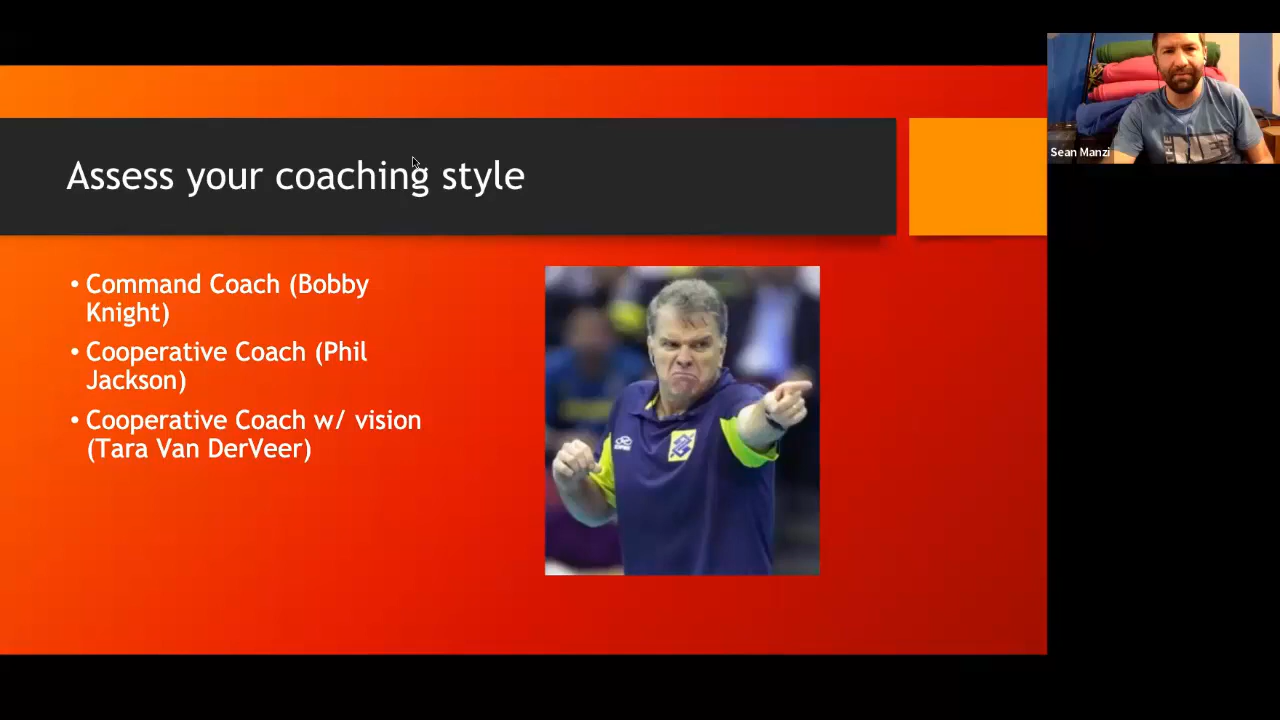 Assess your coaching style
• Command Coach (Bobby
Knight)
• Cooperative Coach (Phil
Jackson)
• Cooperative Coach w/ vision
(Tara Van DerVeer)
Sean Manzi
THE